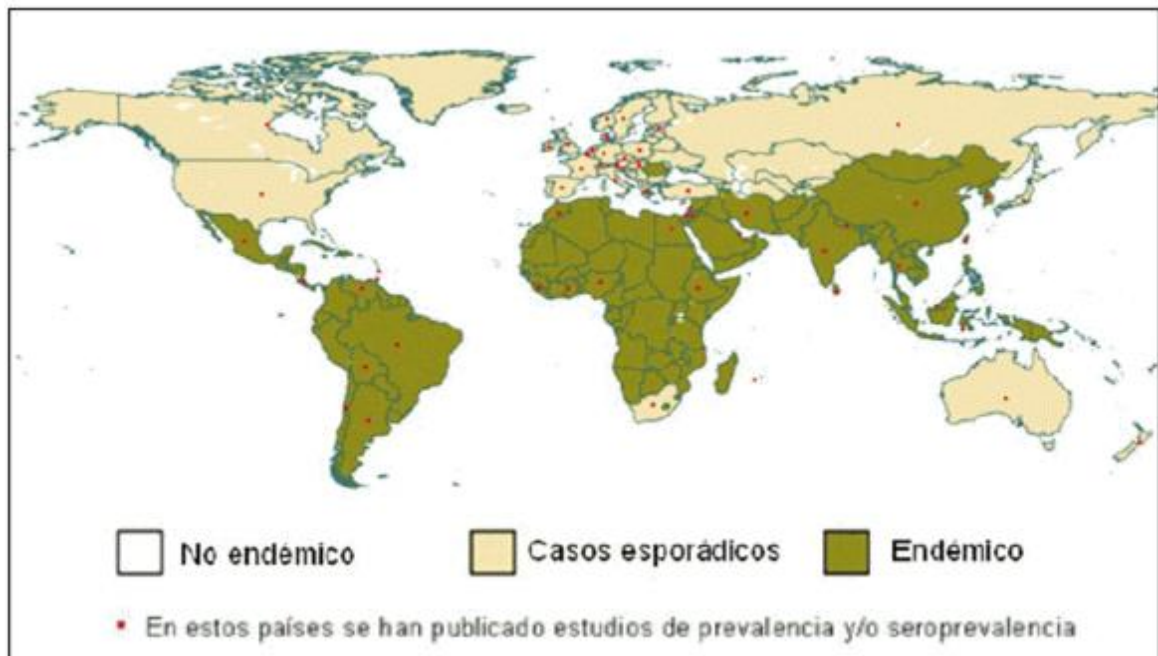 No endémico
Casos esporádicos
Endémico
En estos países se han publicado estudios de prevalencia y/o seroprevalencia